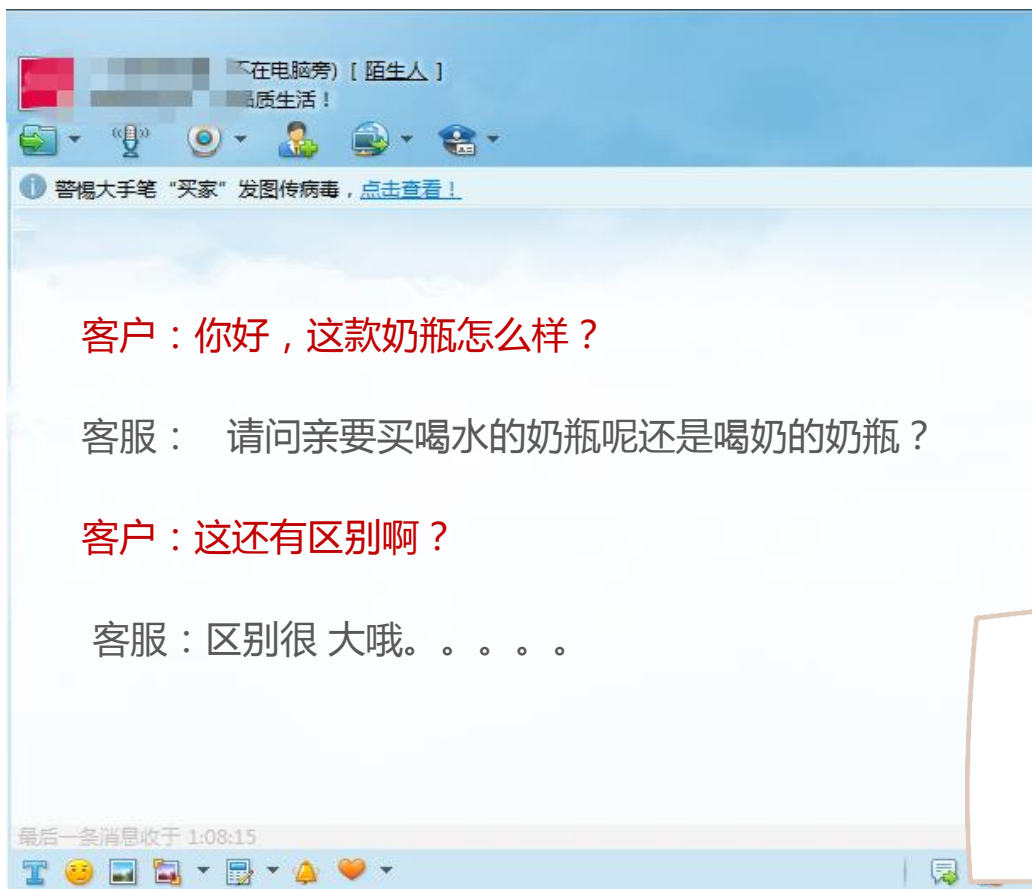 不在电脑旁) [ 陌生人 ]
品质生活！
警惕大手笔“买家”发图传病毒，点击查看！
客户：你好，这款奶瓶怎么样？
客服： 请问亲要买喝水的奶瓶呢还是喝奶的奶瓶？
客户：这还有区别啊？
客服：区别很 大哦。。。。。
最后一条消息收于 1:08:15